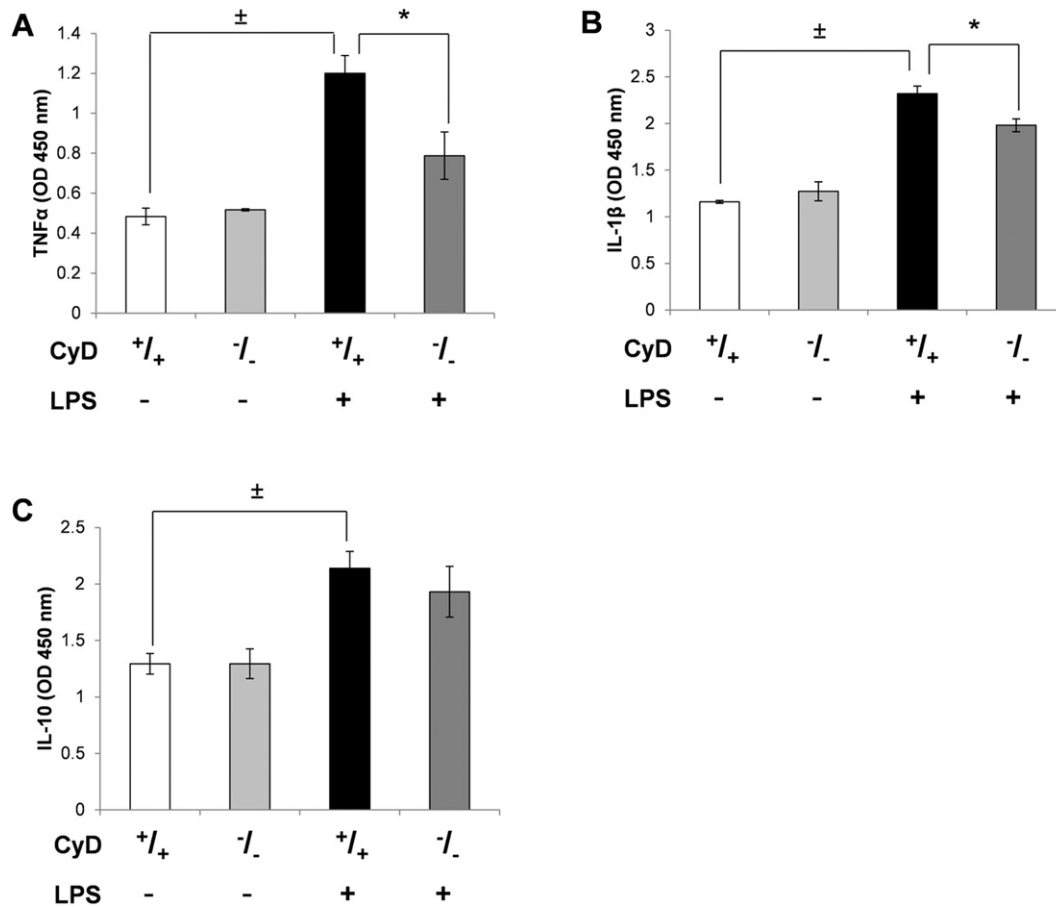 A
TNFα (OD 450 nm)
1.4
1.2
1
0.8
0.6
0.4
0.2
0
±
*
CyD +/+ -/- +/+ -/-
LPS - - + +
B
IL-1β (OD 450 nm)
3
2.5
2
1.5
1
0.5
0
±
*
CyD +/+ -/- +/+ -/-
LPS - - + +
C
IL-10 (OD 450 nm)
2.5
2
1.5
1
0.5
0
±
CyD +/+ -/- +/+ -/-
LPS - - + +